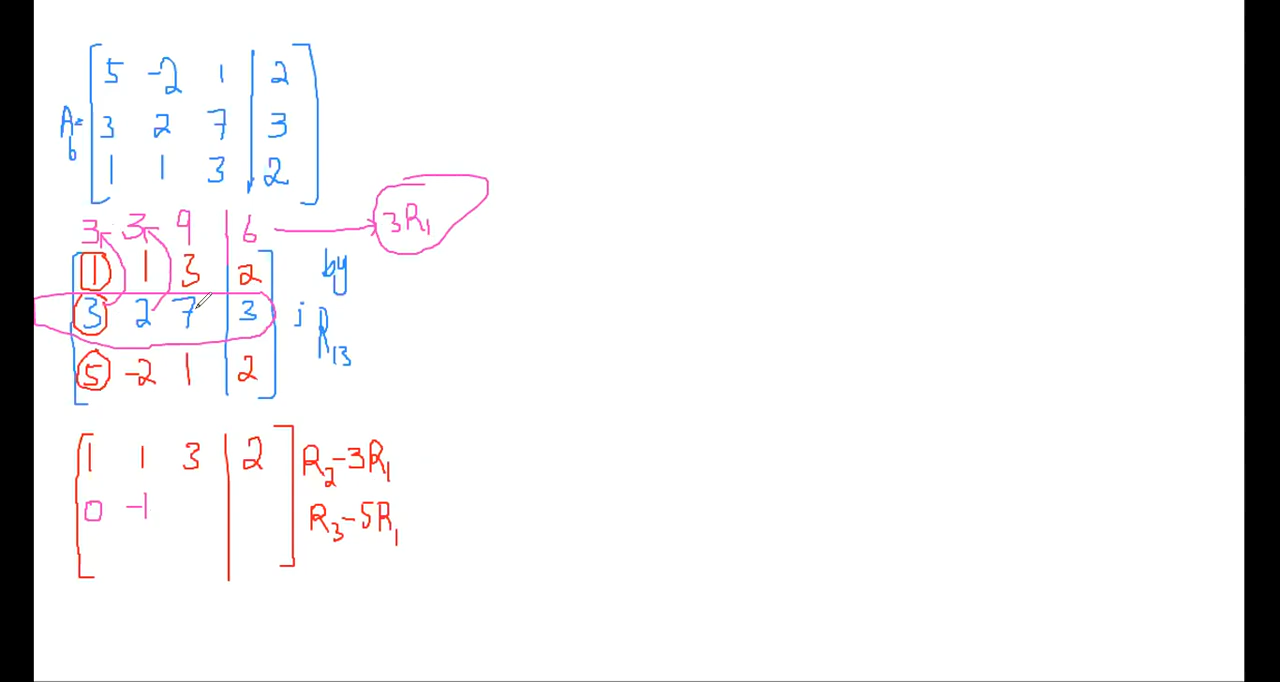 5 -2 1 2
A= 3 2 7 3
b
1 1 3 2
3 3 9 6 3R₁
1 1 3 2 by
3 2 7 3 ; R₁₃
5 -2 1 2
1 1 3 2 R₂-3R₁
0 -1 R₃-5R₁